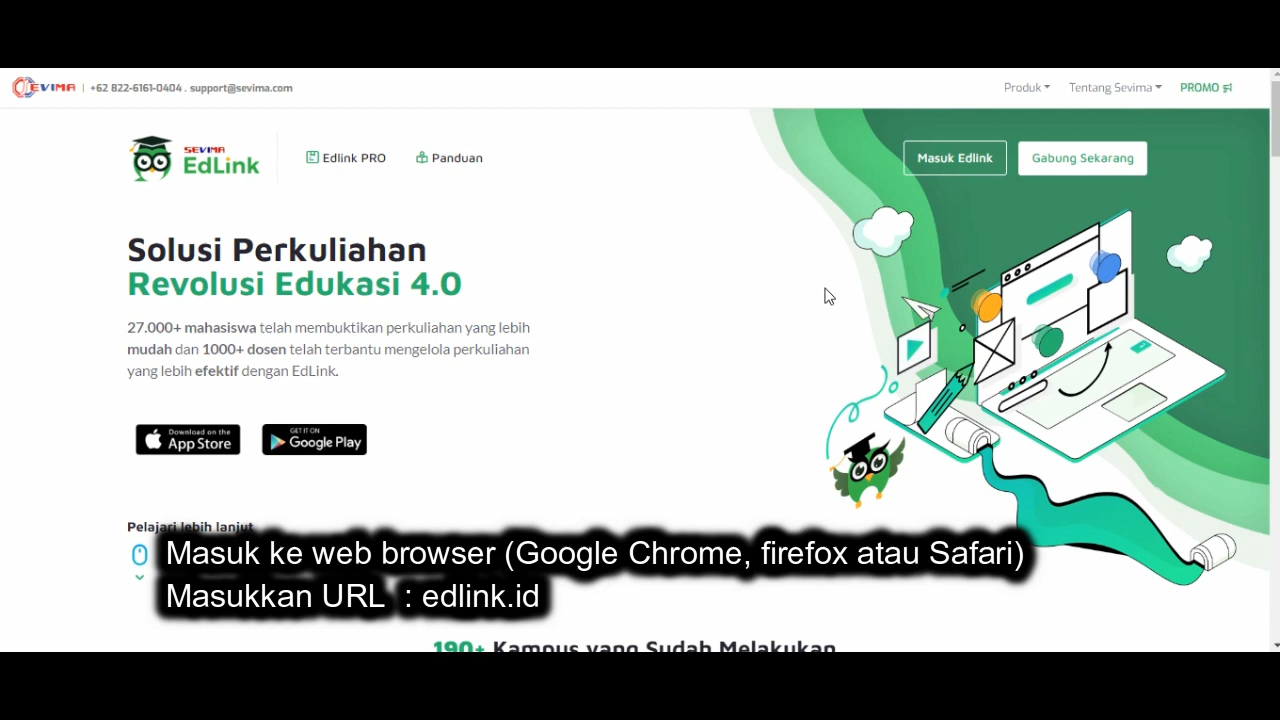 SEVIMA | +62 822-6161-0404 . support@sevima.com
Produk Tentang Sevima PROMO
SEVIMA
EdLink
Edlink PRO Panduan
Masuk Edlink Gabung Sekarang
Solusi Perkuliahan
Revolusi Edukasi 4.0
27.000+ mahasiswa telah membuktikan perkuliahan yang lebih
mudah dan 1000+ dosen telah terbantu mengelola perkuliahan
yang lebih efektif dengan EdLink.
Download on the
App Store
GET IT ON
Google Play
Pelajari lebih lanjut
Masuk ke web browser (Google Chrome, firefox atau Safari)
Masukkan URL : edlink.id
190+ Kampus yang Sudah Melakukan